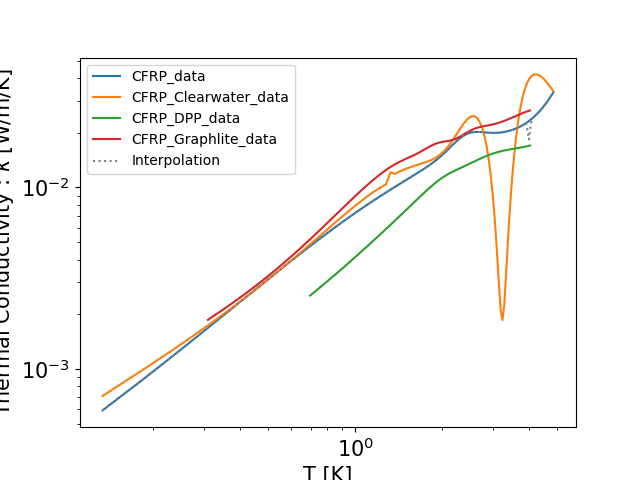 CFRP_data
CFRP_Clearwater_data
CFRP_DPP_data
CFRP_Graphlite_data
Interpolation
10⁻²
10⁻³
10⁰
T [K]
Thermal Conductivity : k [W/m/K]